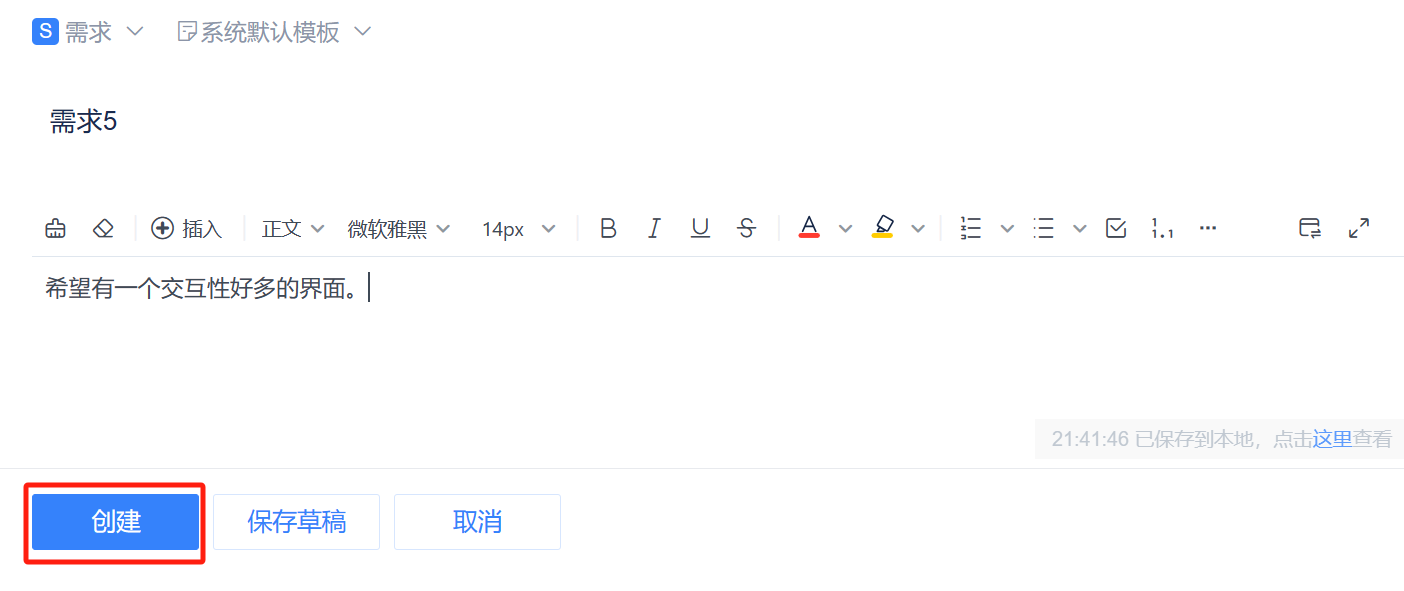 S 需求 系统默认模板
需求5
插入 正文 微软雅黑 14px B I U S A 1.1 ···
希望有一个交互性好多的界面。
21:41:46 已保存到本地，点击这里查看
创建 保存草稿 取消